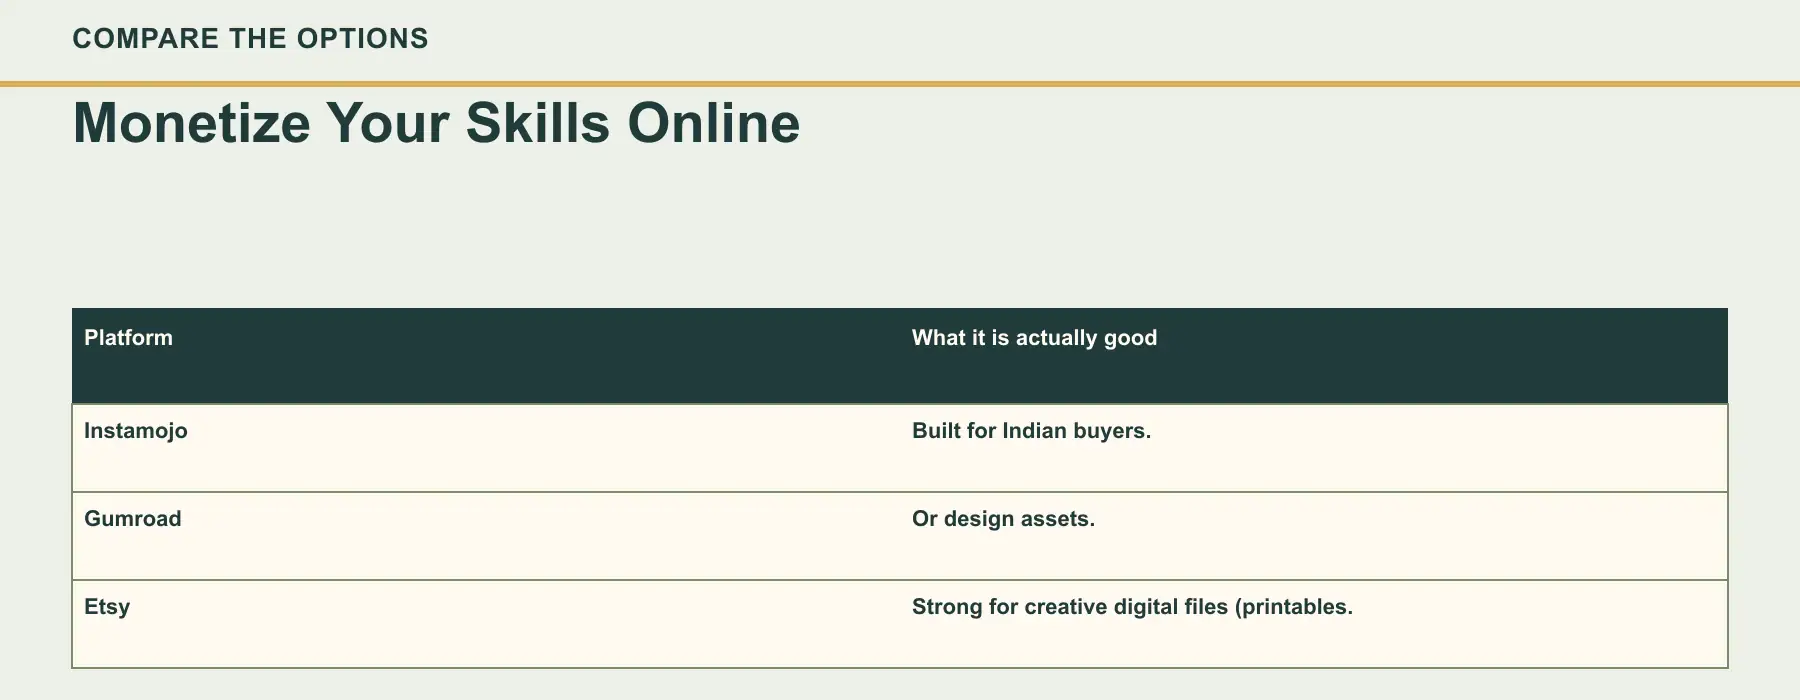 COMPARE THE OPTIONS
Monetize Your Skills Online
Platform What it is actually good
Instamojo Built for Indian buyers.
Gumroad Or design assets.
Etsy Strong for creative digital files (printables.